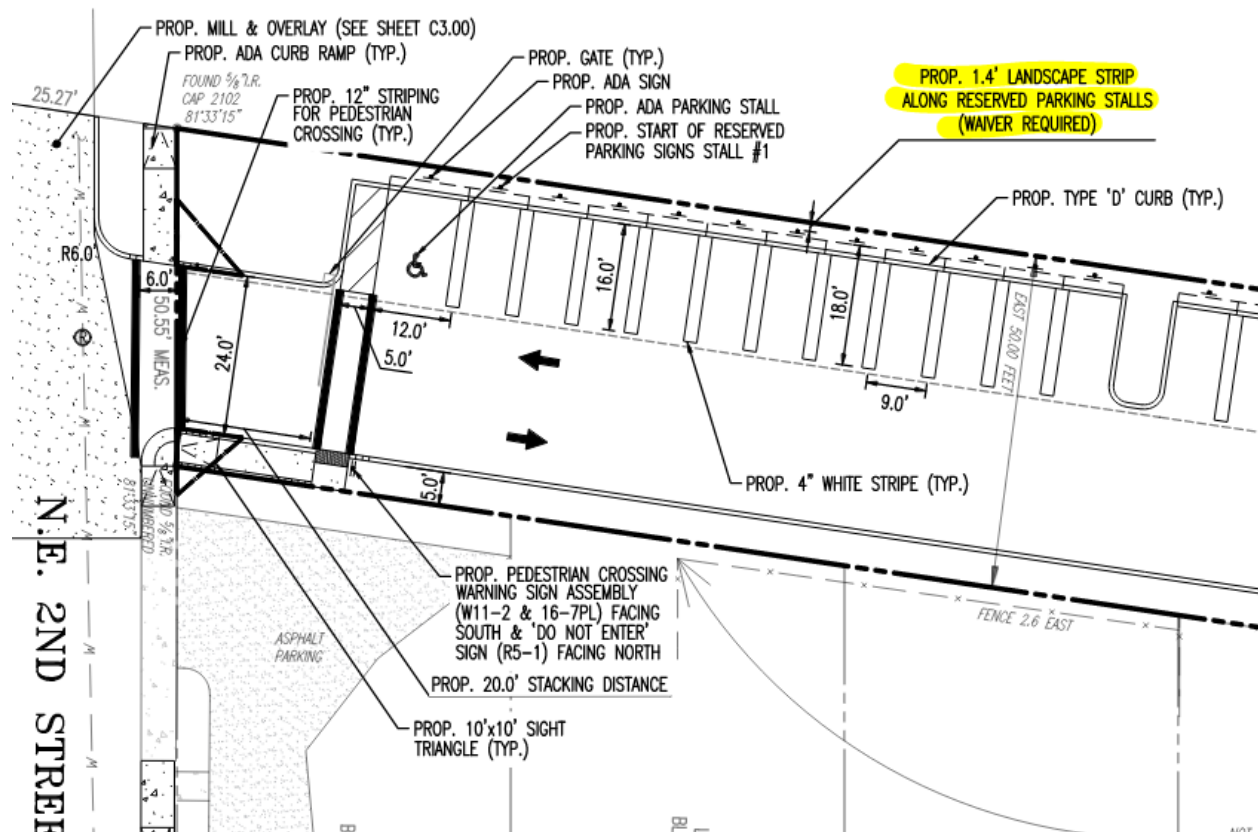 PROP. MILL & OVERLAY (SEE SHEET C3.00)
PROP. ADA CURB RAMP (TYP.)
FOUND 5/8"I.R.
CAP 2102
81°33'15"
25.27'
PROP. 12" STRIPING
FOR PEDESTRIAN
CROSSING (TYP.)
PROP. GATE (TYP.)
PROP. ADA SIGN
PROP. ADA PARKING STALL
PROP. START OF RESERVED
PARKING SIGNS STALL #1
PROP. 1.4' LANDSCAPE STRIP
ALONG RESERVED PARKING STALLS
(WAIVER REQUIRED)
PROP. TYPE 'D' CURB (TYP.)
R6.0'
6.0'
50.55' MEAS.
24.0'
12.0'
5.0'
16.0'
18.0'
9.0'
EAST 50.00 FEET
5.0'
PROP. 4" WHITE STRIPE (TYP.)
FOUND 5/8"I.R.
81°33'15"
M
M
M
M
R
PROP. PEDESTRIAN CROSSING
WARNING SIGN ASSEMBLY
(W11-2 & 16-7PL) FACING
SOUTH & 'DO NOT ENTER'
SIGN (R5-1) FACING NORTH
FENCE 2.6 EAST
ASPHALT
PARKING
PROP. 20.0' STACKING DISTANCE
PROP. 10'x10' SIGHT
TRIANGLE (TYP.)
N.E. 2ND STREE